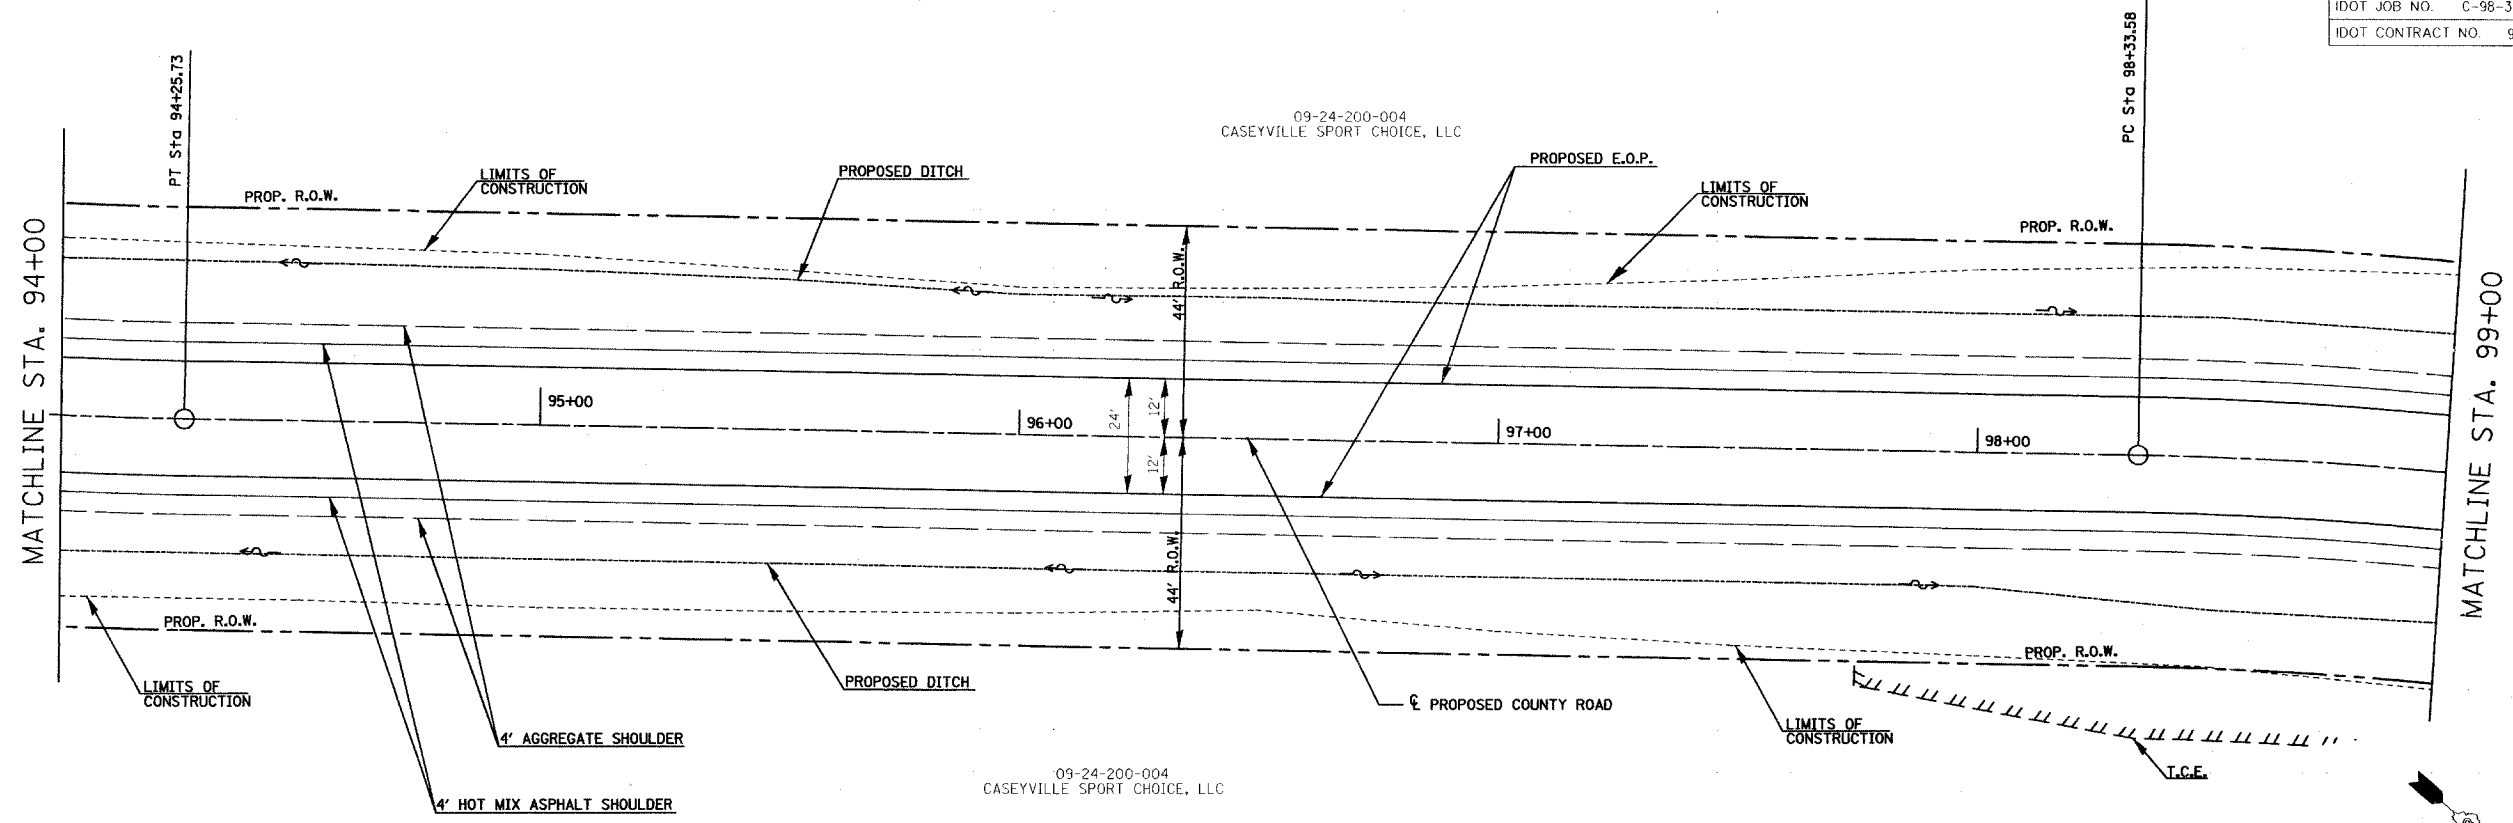 IDOT JOB NO. C-98-3
IDOT CONTRACT NO. 9
PT Sta 94+25.73
PC Sta 98+33.58
09-24-200-004
CASEYVILLE SPORT CHOICE, LLC
PROPOSED E.O.P.
LIMITS OF
CONSTRUCTION
PROPOSED DITCH
LIMITS OF
CONSTRUCTION
PROP. R.O.W.
PROP. R.O.W.
MATCHLINE STA. 94+00
MATCHLINE STA. 99+00
44' R.O.W.
95+00
96+00
97+00
98+00
24'
12'
12'
44' R.O.W.
PROP. R.O.W.
PROP. R.O.W.
LIMITS OF
CONSTRUCTION
PROPOSED DITCH
℄ PROPOSED COUNTY ROAD
LIMITS OF
CONSTRUCTION
4' AGGREGATE SHOULDER
T.C.E.
09-24-200-004
CASEYVILLE SPORT CHOICE, LLC
4' HOT MIX ASPHALT SHOULDER